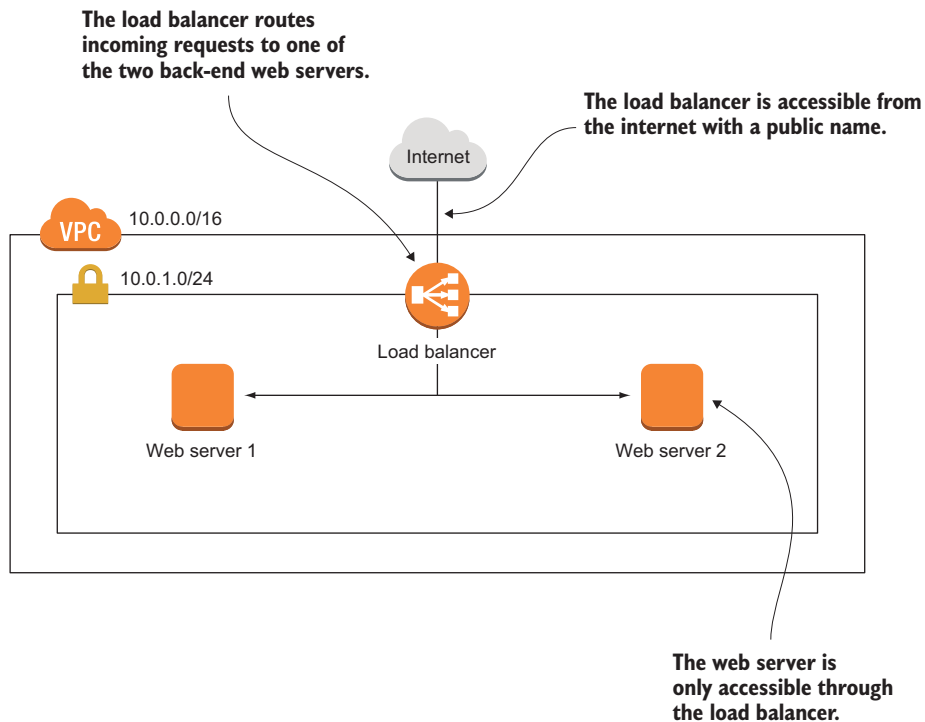 The load balancer routes
incoming requests to one of
the two back-end web servers.
The load balancer is accessible from
the internet with a public name.
Internet
VPC
10.0.0.0/16
10.0.1.0/24
Load balancer
Web server 1
Web server 2
The web server is
only accessible through
the load balancer.